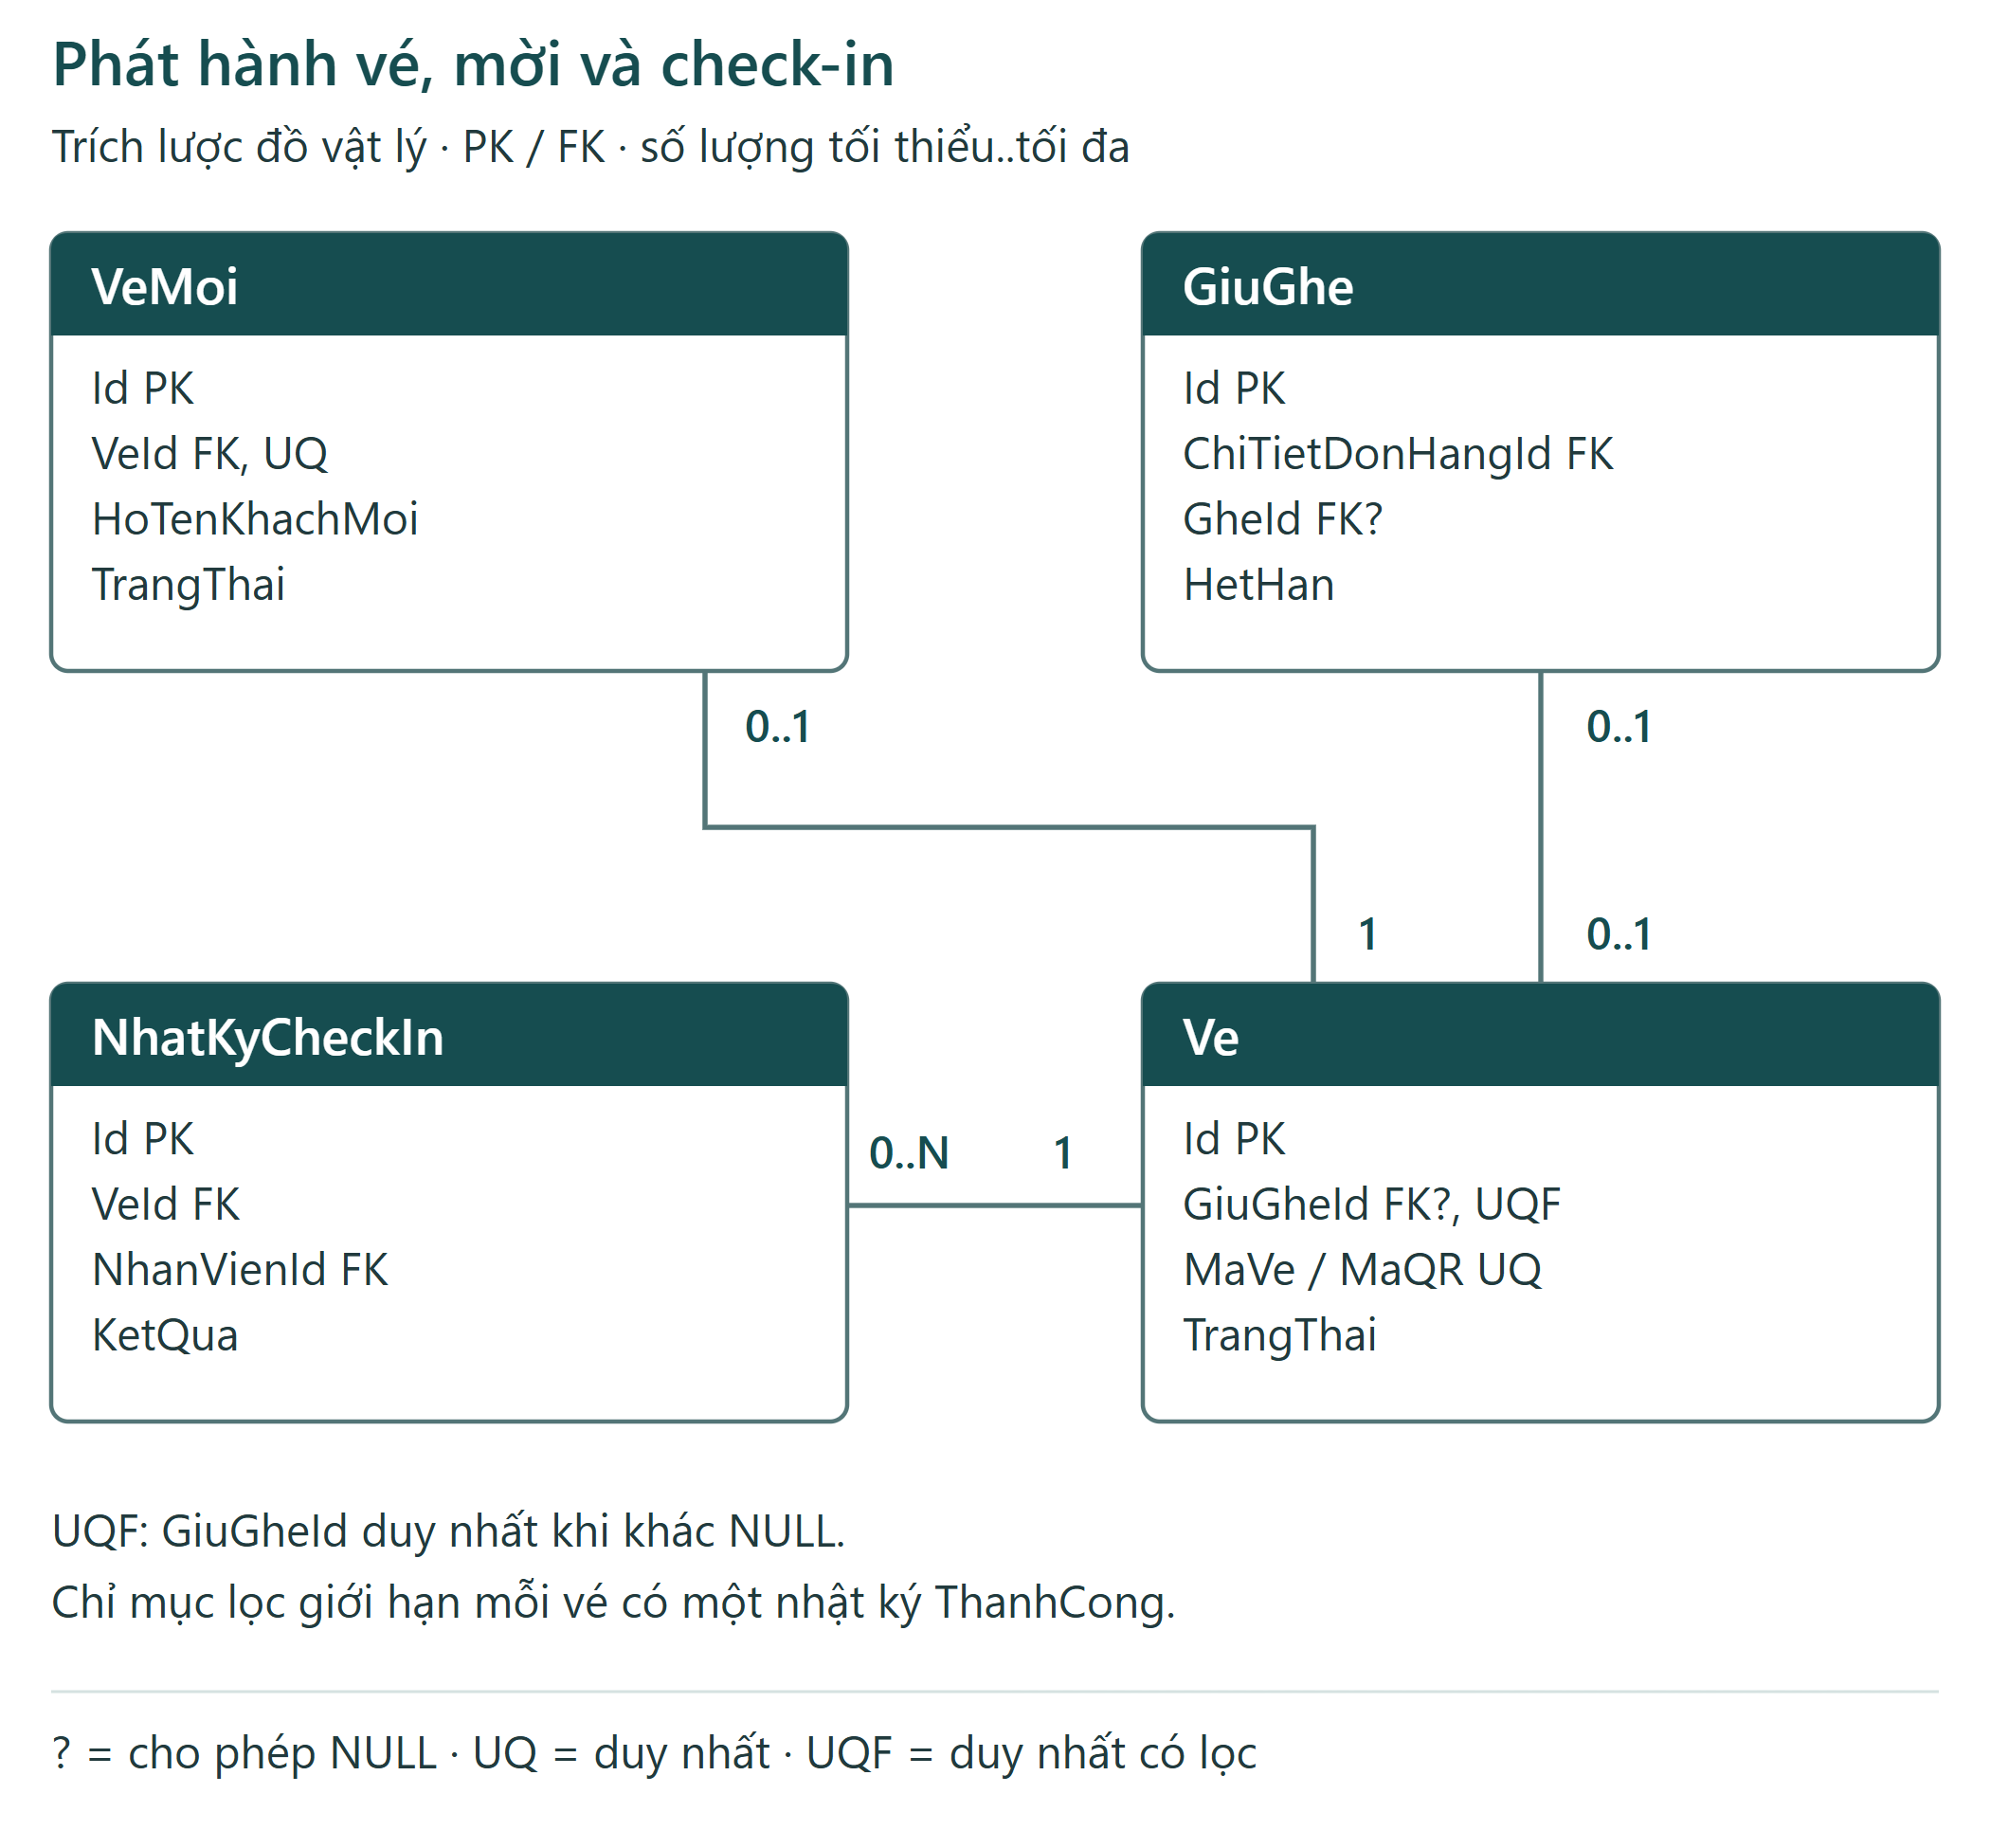 Phát hành vé, mời và check-in
Trích lược đồ vật lý · PK / FK · số lượng tối thiểu..tối đa
VeMoi
Id PK
VeId FK, UQ
HoTenKhachMoi
TrangThai
GiuGhe
Id PK
ChiTietDonHangId FK
GheId FK?
HetHan
0..1
0..1
1
0..1
NhatKyCheckIn
Id PK
VeId FK
NhanVienId FK
KetQua
0..N
1
Ve
Id PK
GiuGheId FK?, UQF
MaVe / MaQR UQ
TrangThai
UQF: GiuGheId duy nhất khi khác NULL.
Chỉ mục lọc giới hạn mỗi vé có một nhật ký ThanhCong.
? = cho phép NULL · UQ = duy nhất · UQF = duy nhất có lọc